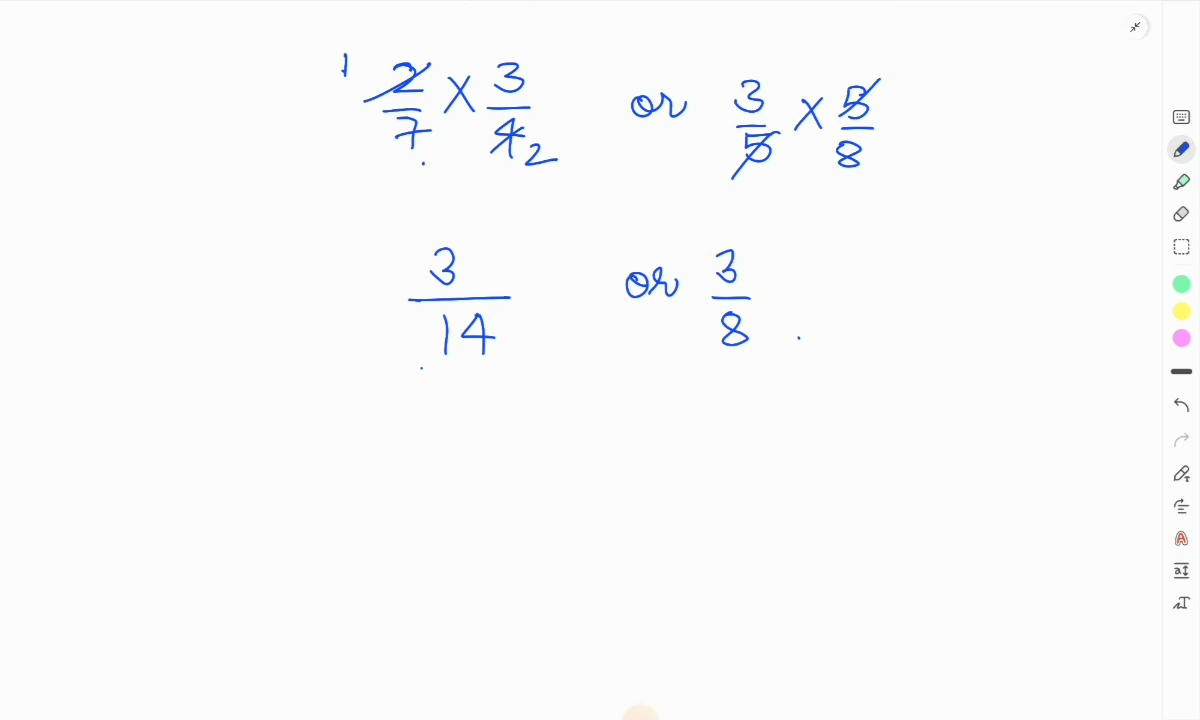 1 2/7 × 3/4 2 or 3/5 × 5/8
3/14 or 3/8